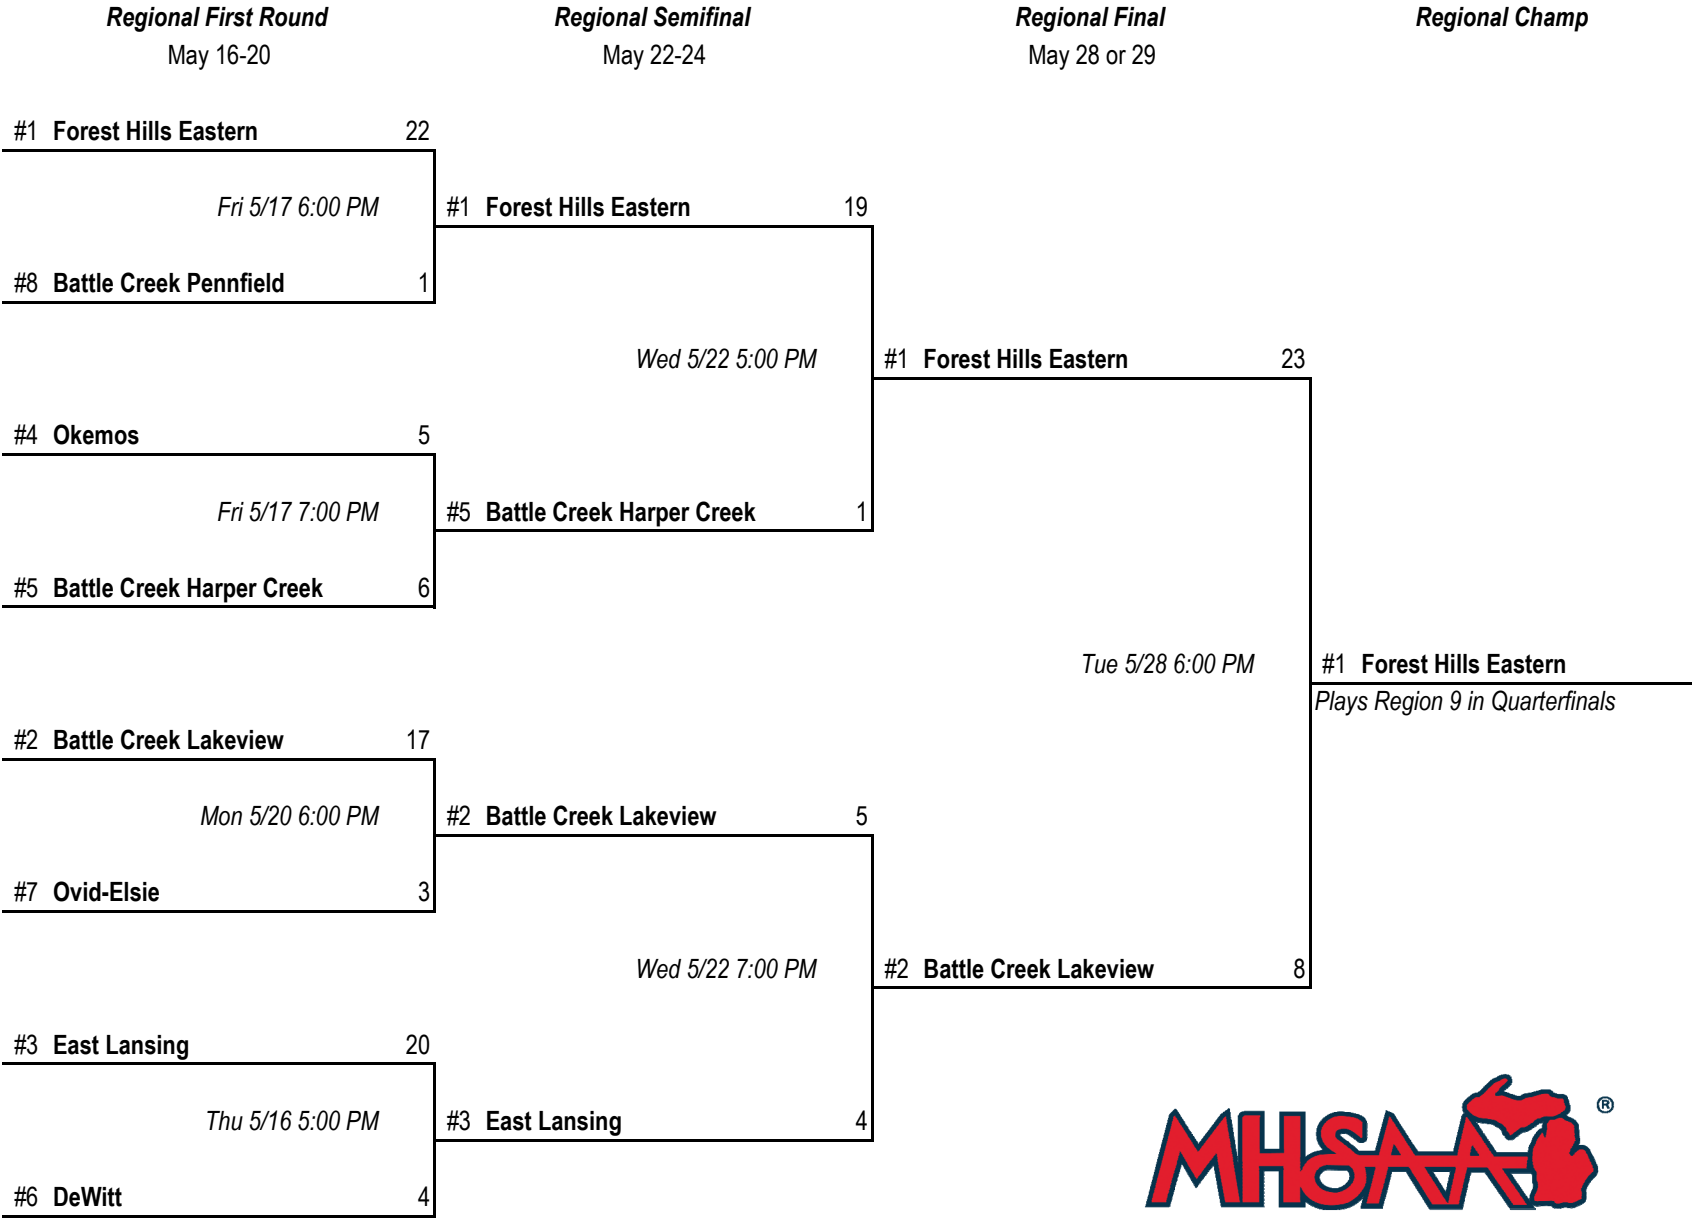 Regional First Round Regional Semifinal Regional Final Regional Champ
May 16-20 May 22-24 May 28 or 29
#1 Forest Hills Eastern 22
Fri 5/17 6:00 PM #1 Forest Hills Eastern 19
#8 Battle Creek Pennfield 1
Wed 5/22 5:00 PM #1 Forest Hills Eastern 23
#4 Okemos 5
Fri 5/17 7:00 PM #5 Battle Creek Harper Creek 1
#5 Battle Creek Harper Creek 6
Tue 5/28 6:00 PM #1 Forest Hills Eastern
Plays Region 9 in Quarterfinals
#2 Battle Creek Lakeview 17
Mon 5/20 6:00 PM #2 Battle Creek Lakeview 5
#7 Ovid-Elsie 3
Wed 5/22 7:00 PM #2 Battle Creek Lakeview 8
#3 East Lansing 20
Thu 5/16 5:00 PM #3 East Lansing 4
#6 DeWitt 4
MHSAA ®